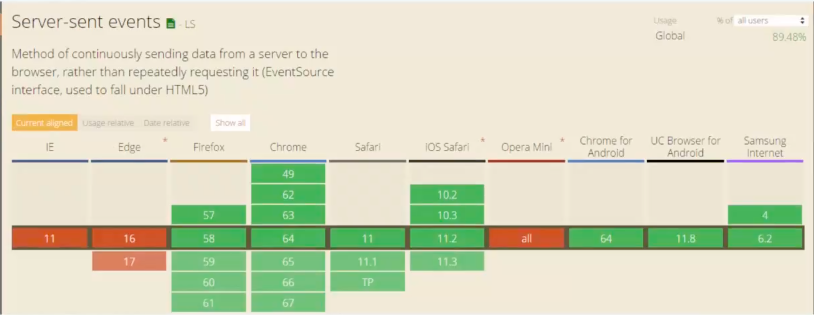 Server-sent events LS
Usage % of all users
Global 89.48%
Method of continuously sending data from a server to the
browser, rather than repeatedly requesting it (EventSource
interface, used to fall under HTML5)
Current aligned Usage relative Date relative Show all
IE Edge * Firefox Chrome Safari iOS Safari * Opera Mini * Chrome for Android UC Browser for Android Samsung Internet
49
62 10.2
57 63 10.3 4
11 16 58 64 11 11.2 all 64 11.8 6.2
17 59 65 11.1 11.3
60 66 TP
61 67